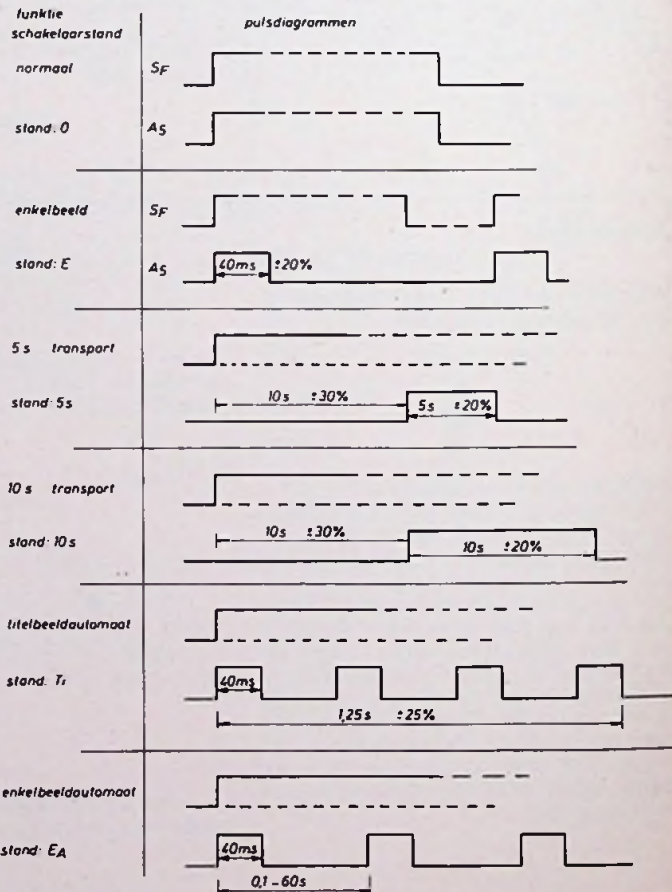 funktie
schakelaarstand
pulsdiagrammen
normaal SF
stand: 0 AS
enkelbeeld SF
stand: E AS 40ms ±20%
5 s transport
stand: 5s 10s ±30% 5s ±20%
10 s transport
stand: 10s 10s ±30% 10s ±20%
titelbeeldautomaat
stand: Ti 40ms
1,25s ±25%
enkelbeeldautomaat
stand: EA 40ms
0,1-60s